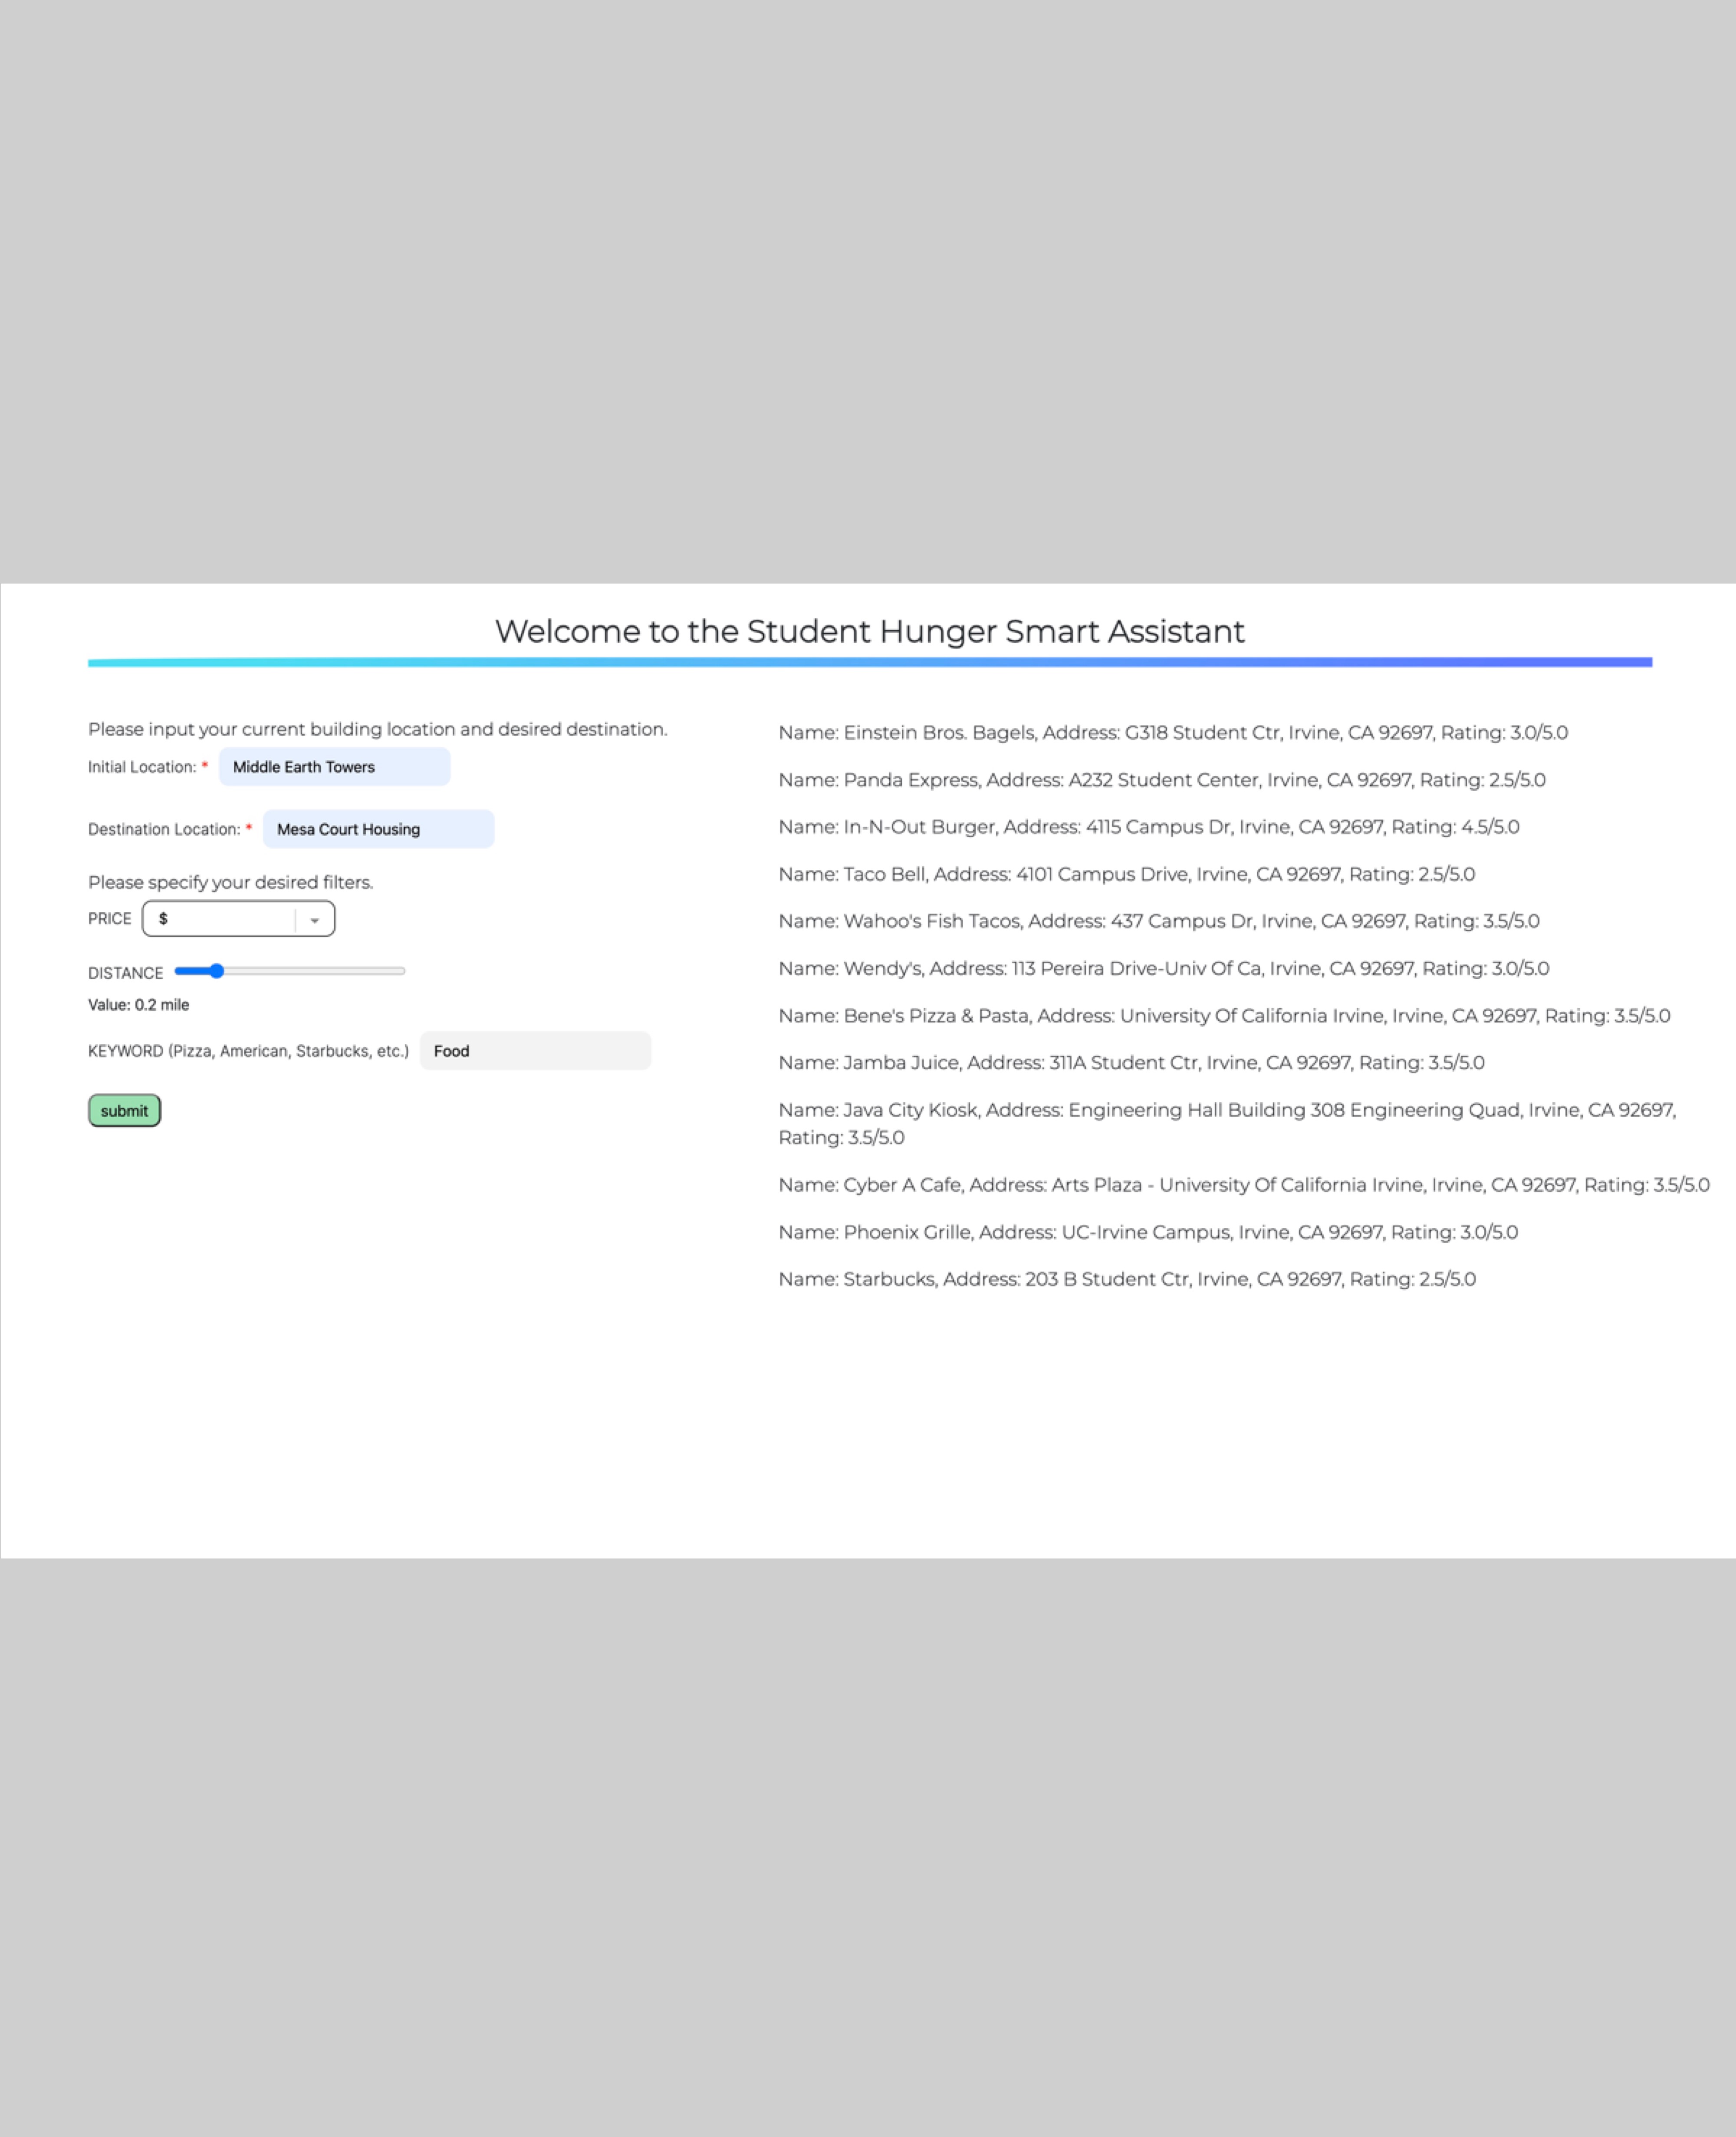 Welcome to the Student Hunger Smart Assistant
Please input your current building location and desired destination.
Initial Location: * Middle Earth Towers
Destination Location: * Mesa Court Housing
Please specify your desired filters.
PRICE $
DISTANCE
Value: 0.2 mile
KEYWORD (Pizza, American, Starbucks, etc.) Food
submit
Name: Einstein Bros. Bagels, Address: G318 Student Ctr, Irvine, CA 92697, Rating: 3.0/5.0
Name: Panda Express, Address: A232 Student Center, Irvine, CA 92697, Rating: 2.5/5.0
Name: In-N-Out Burger, Address: 4115 Campus Dr, Irvine, CA 92697, Rating: 4.5/5.0
Name: Taco Bell, Address: 4101 Campus Drive, Irvine, CA 92697, Rating: 2.5/5.0
Name: Wahoo's Fish Tacos, Address: 437 Campus Dr, Irvine, CA 92697, Rating: 3.5/5.0
Name: Wendy's, Address: 113 Pereira Drive-Univ Of Ca, Irvine, CA 92697, Rating: 3.0/5.0
Name: Bene's Pizza & Pasta, Address: University Of California Irvine, Irvine, CA 92697, Rating: 3.5/5.0
Name: Jamba Juice, Address: 311A Student Ctr, Irvine, CA 92697, Rating: 3.5/5.0
Name: Java City Kiosk, Address: Engineering Hall Building 308 Engineering Quad, Irvine, CA 92697,
Rating: 3.5/5.0
Name: Cyber A Cafe, Address: Arts Plaza - University Of California Irvine, Irvine, CA 92697, Rating: 3.5/5.0
Name: Phoenix Grille, Address: UC-Irvine Campus, Irvine, CA 92697, Rating: 3.0/5.0
Name: Starbucks, Address: 203 B Student Ctr, Irvine, CA 92697, Rating: 2.5/5.0